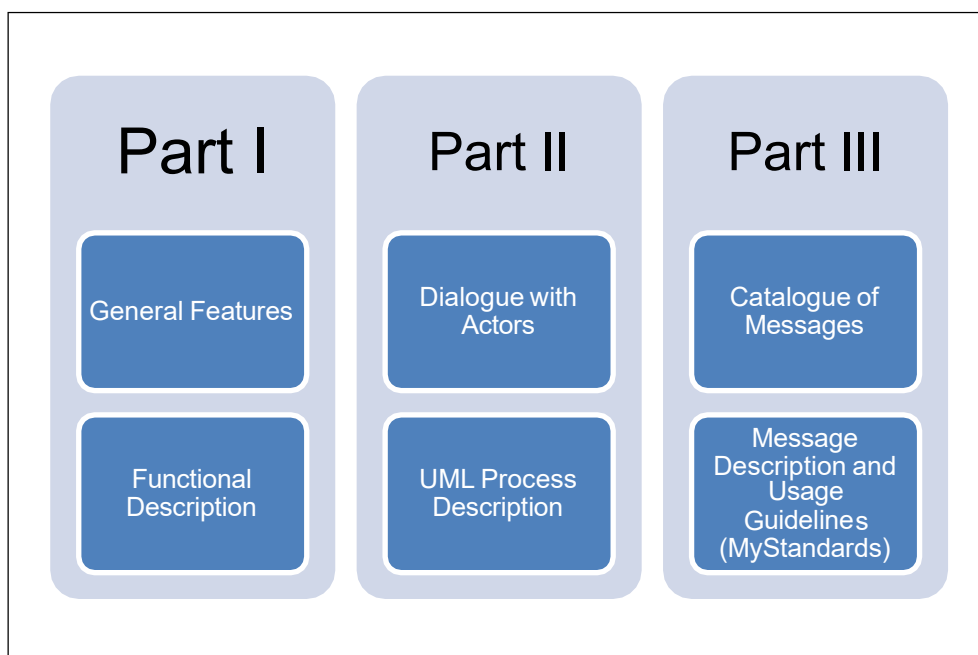 Part I
General Features
Functional
Description
Part II
Dialogue with
Actors
UML Process
Description
Part III
Catalogue of
Messages
Message
Description and
Usage
Guidelines
(MyStandards)